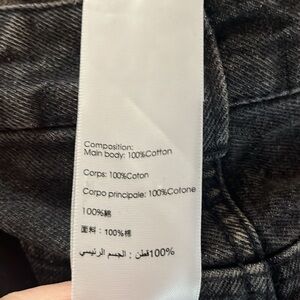 Composition:
Main body: 100%Cotton
Corps: 100%Coton
Corpo principale: 100%Cotone
100%綿
面料：100%棉
100%قطن : الجسم الرئيسي